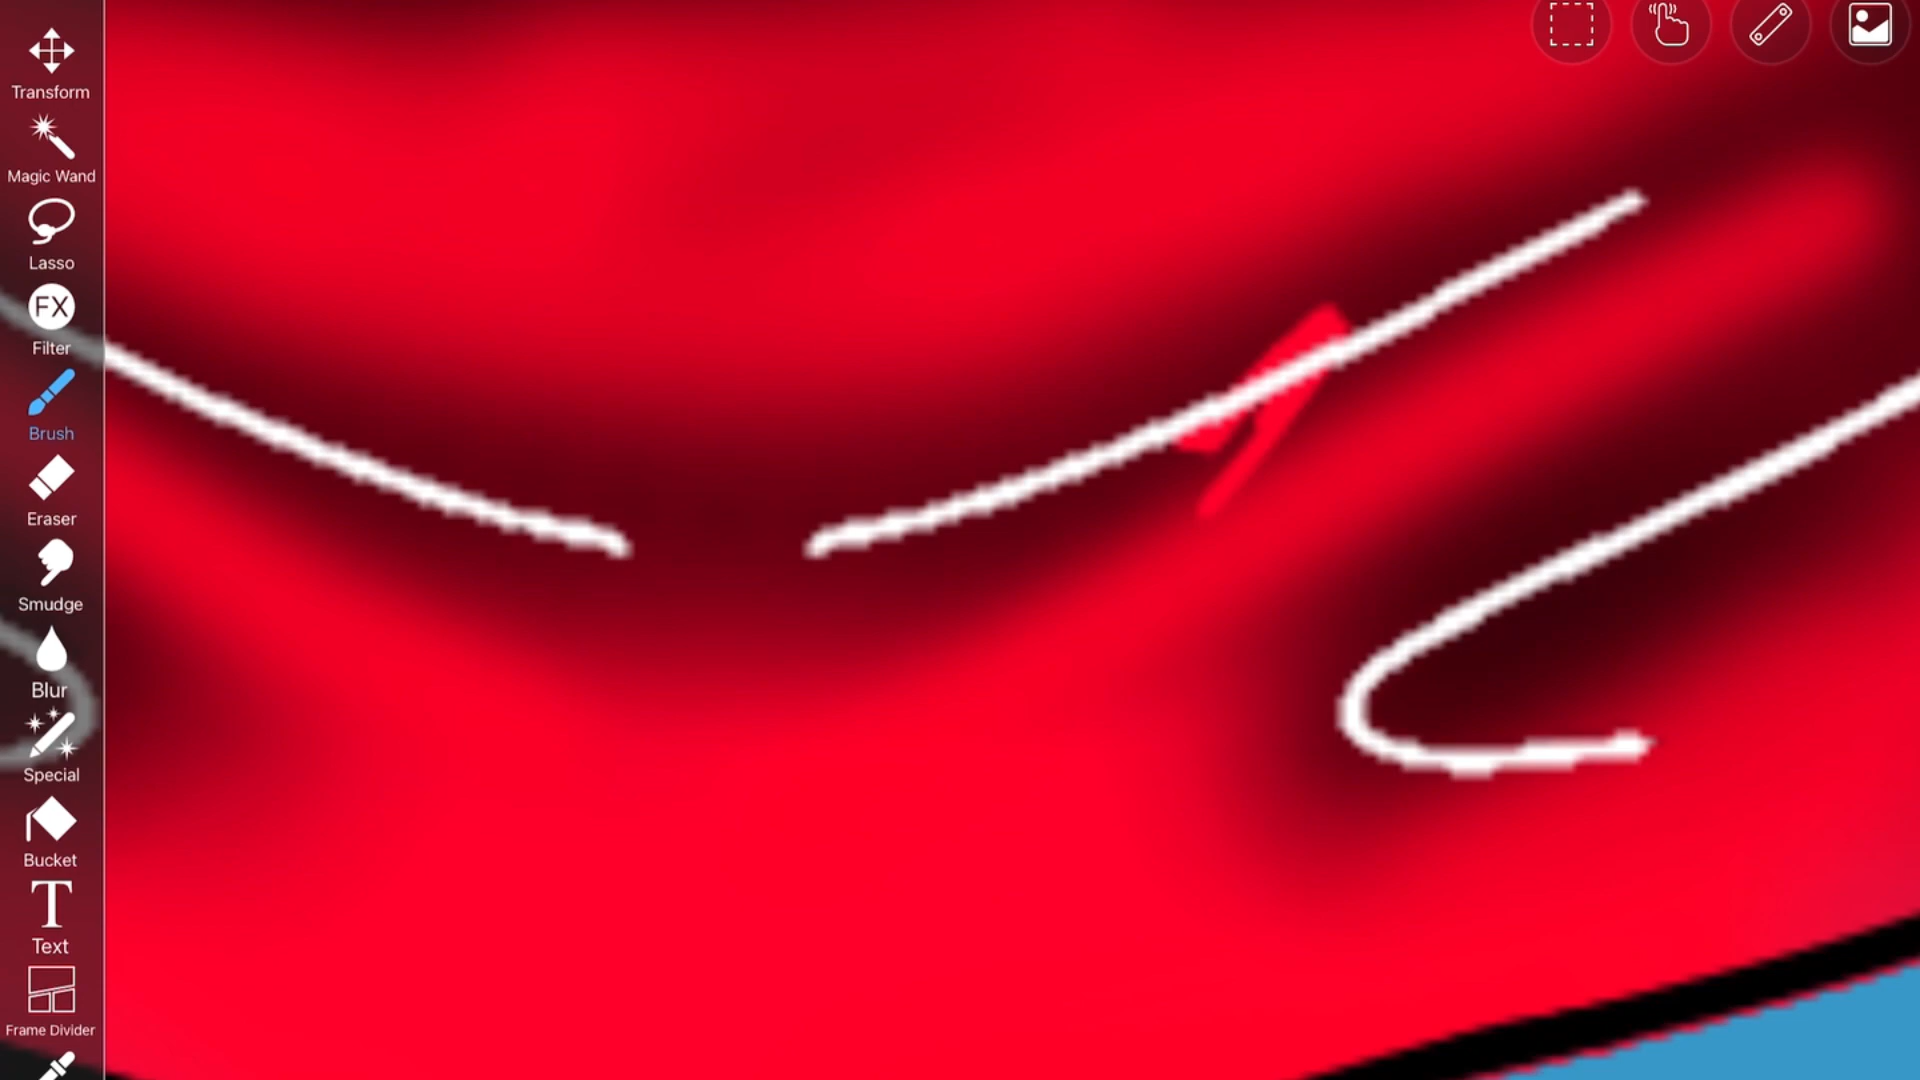 Transform
Magic Wand
Lasso
FX
Filter
Brush
Eraser
Smudge
Blur
Special
Bucket
T
Text
Frame Divider